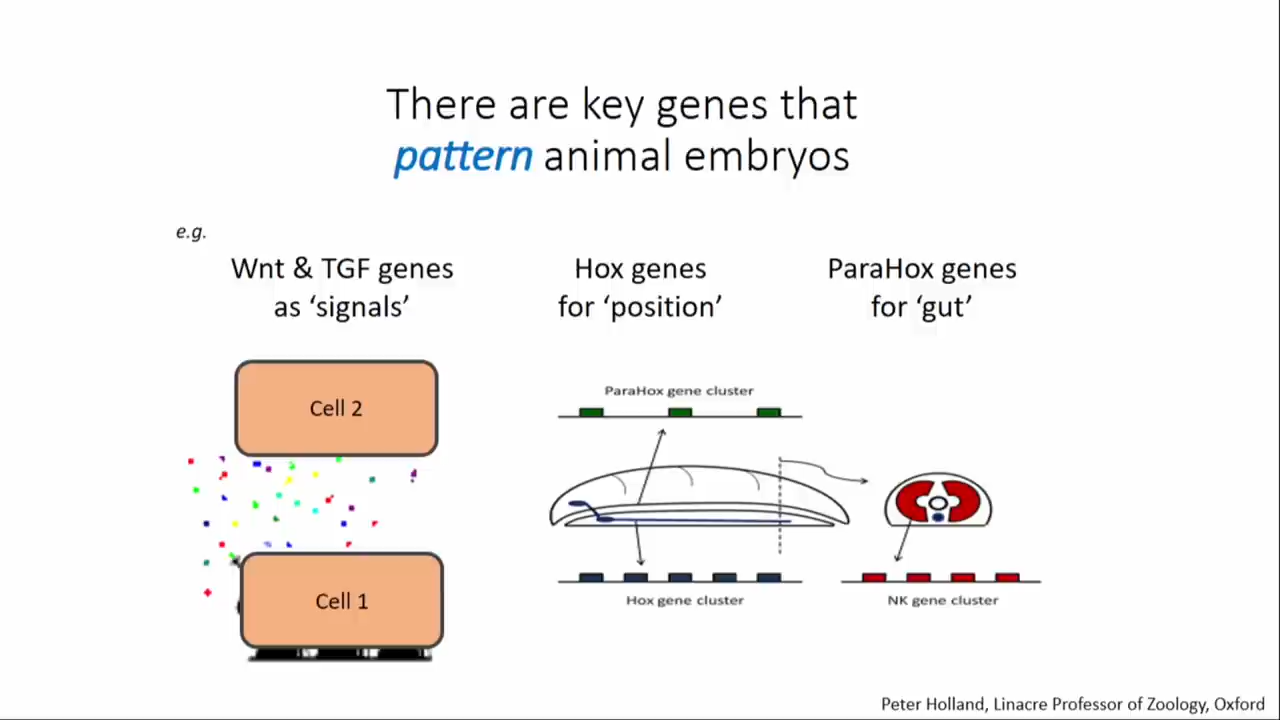 There are key genes that
pattern animal embryos
e.g.
Wnt & TGF genes
as ‘signals’
Hox genes
for ‘position’
ParaHox genes
for ‘gut’
Cell 2
Cell 1
ParaHox gene cluster
Hox gene cluster
NK gene cluster
Peter Holland, Linacre Professor of Zoology, Oxford